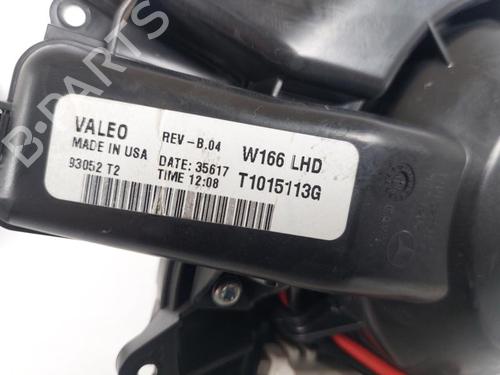 VALEO REV-B.04 W166 LHD
MADE IN USA DATE: 35617
93052 T2 TIME 12:08 T1015113G
B-PARTS